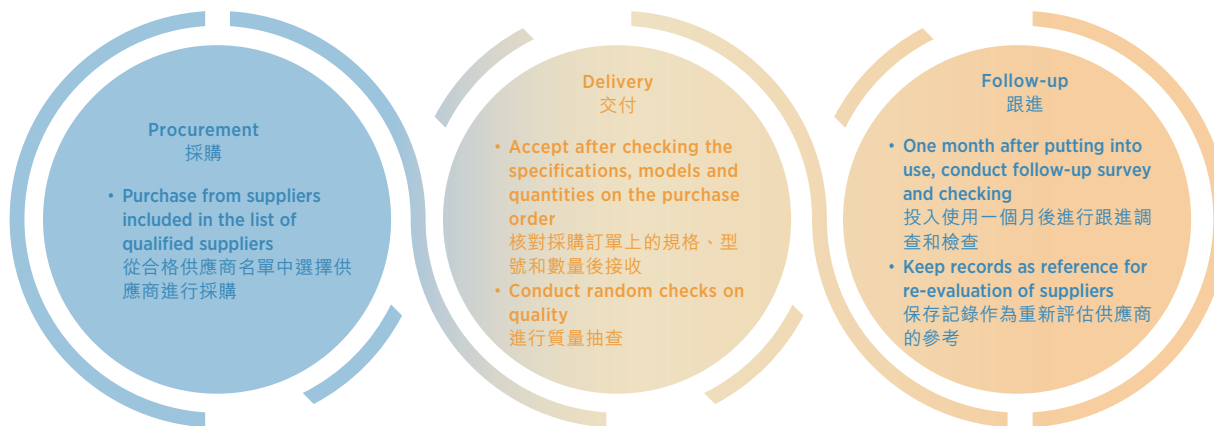 Procurement
採購
• Purchase from suppliers
included in the list of
qualified suppliers
從合格供應商名單中選擇供
應商進行採購
Delivery
交付
• Accept after checking the
specifications, models and
quantities on the purchase
order
核對採購訂單上的規格、型
號和數量後接收
• Conduct random checks on
quality
進行質量抽查
Follow-up
跟進
• One month after putting into
use, conduct follow-up survey
and checking
投入使用一個月後進行跟進調
查和檢查
• Keep records as reference for
re-evaluation of suppliers
保存記錄作為重新評估供應商
的參考